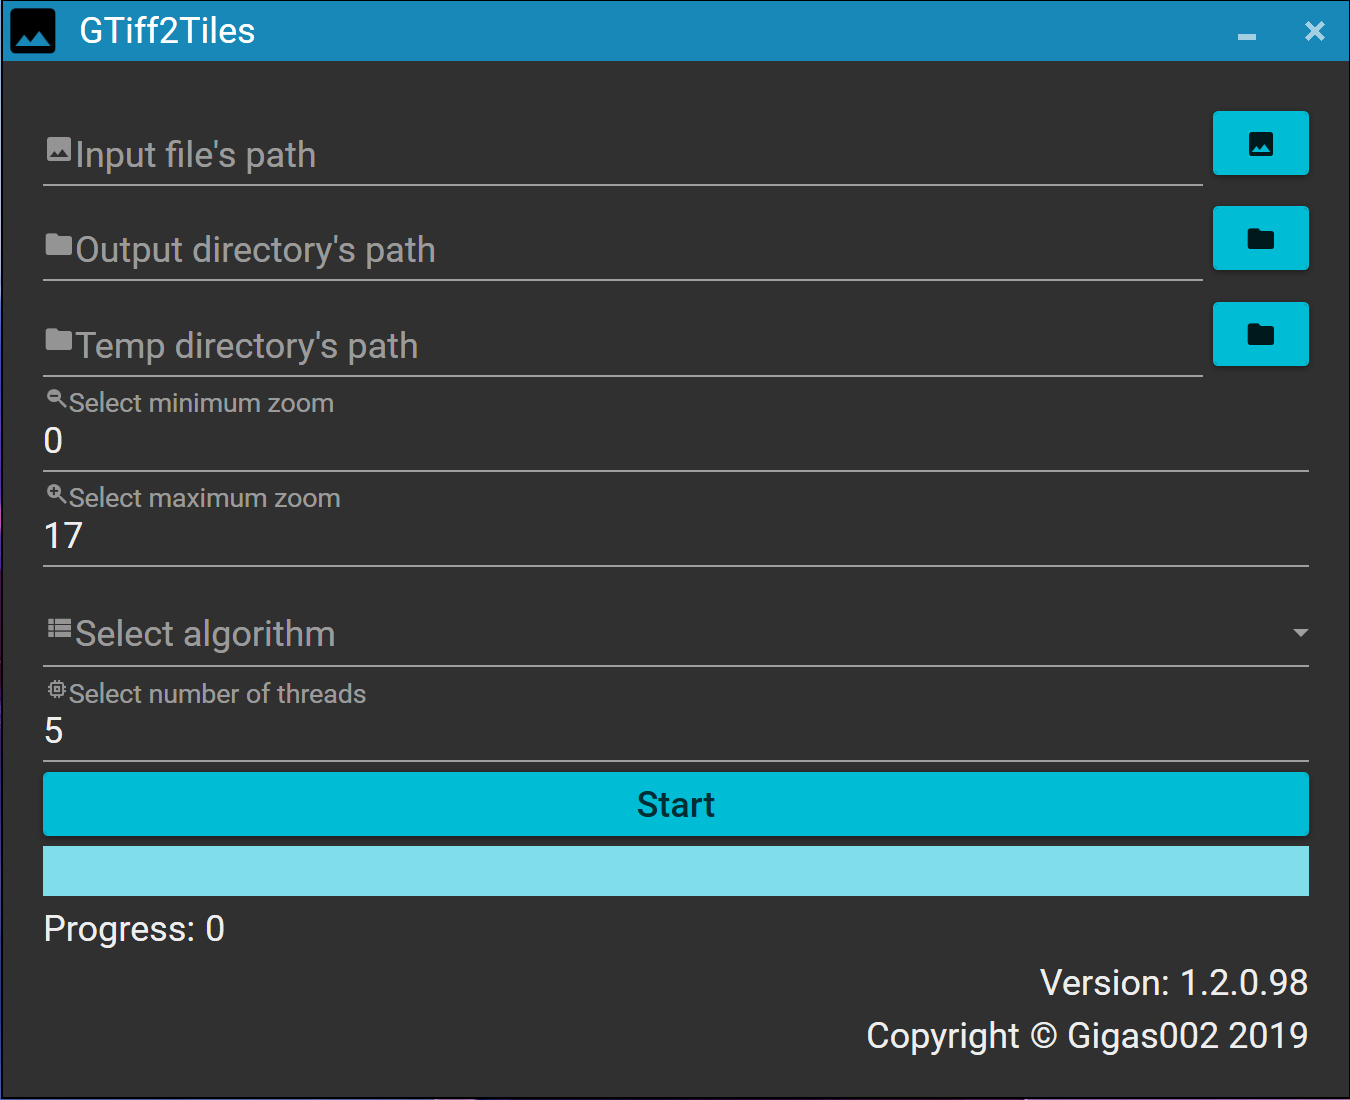 GTiff2Tiles
Input file's path
Output directory's path
Temp directory's path
Select minimum zoom
0
Select maximum zoom
17
Select algorithm
Select number of threads
5
Start
Progress: 0
Version: 1.2.0.98
Copyright © Gigas002 2019